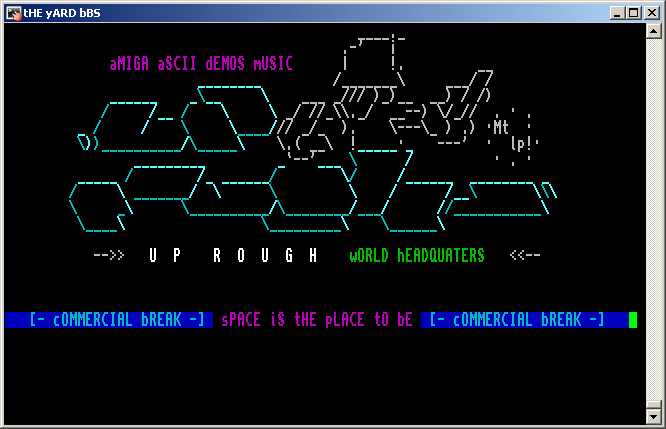 tHE yARD bBS
aMIGA aSCII dEMOS mUSIC
Mt
lp!
-->> U P R O U G H wORLD hEADQUATERS <<--
[- cOMMERCIAL bREAK -] sPACE iS tHE pLACE tO bE [- cOMMERCIAL bREAK -]